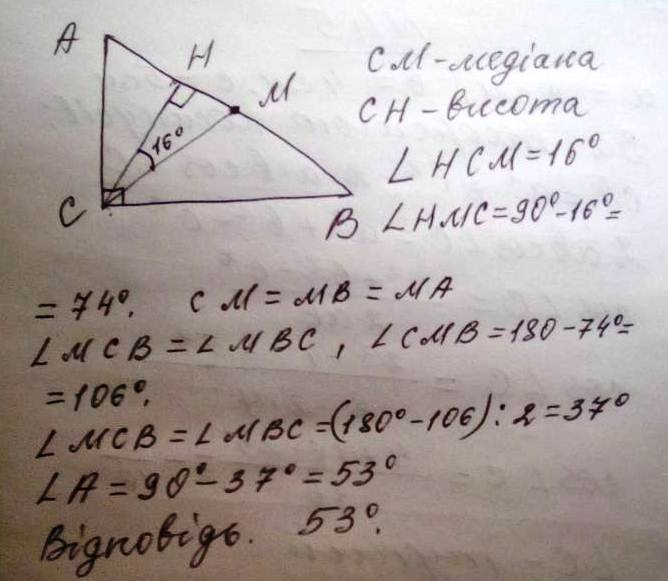 A
H
M
16°
C
B
CM-медіана
CH-висота
∠HCM=16°
∠HMC=90°-16°=
=74°. CM=MB=MA
∠MCB=∠MBC, ∠CMB=180-74°=
=106°.
∠MCB=∠MBC=(180°-106):2=37°
∠A=90°-37°=53°
Відповідь. 53°.